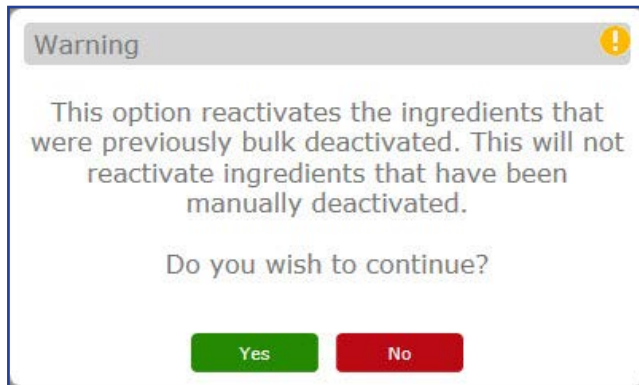 Warning
This option reactivates the ingredients that
were previously bulk deactivated. This will not
reactivate ingredients that have been
manually deactivated.
Do you wish to continue?
Yes
No